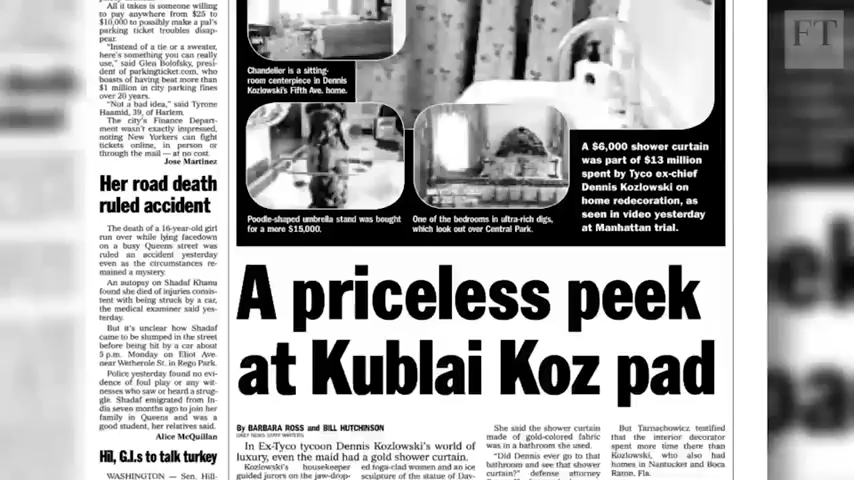 All it takes is someone willing
to pay anywhere from $25 to
$10,000 to possibly make a pal's
parking ticket troubles disap-
pear.
"Instead of a tie or a sweater,
here's something you can really
use," said Glen Bolofsky, presi-
dent of parkingticket.com, who
boasts of having beat more than
$1 million in city parking fines
over 20 years.
"Not a bad idea," said Tyrone
Haamid, 39, of Harlem.
The city's Finance Depart-
ment wasn't exactly impressed,
noting New Yorkers can fight
tickets online, in person or
through the mail — at no cost.
Jose Martinez
Her road death
ruled accident
The death of a 16-year-old girl
run over while lying facedown
on a busy Queens street was
ruled an accident yesterday
even as the circumstances re-
mained a mystery.
An autopsy on Shadaf Khanu
found she died of injuries consis-
tent with being struck by a car,
the medical examiner said yes-
terday.
But it's unclear how Shadaf
came to be slumped in the street
before being hit by a car about
5 p.m. Monday on Eliot Ave.
near Wetherole St. in Rego Park.
Police yesterday found no evi-
dence of foul play or any wit-
nesses who saw or heard a strug-
gle. Shadaf emigrated from In-
dia seven months ago to join her
family in Queens and was a
good student, her relatives said.
Alice McQuillan
Hil, G.I.s to talk turkey
WASHINGTON — Sen. Hill-
Chandelier is a sitting-
room centerpiece in Dennis
Kozlowski's Fifth Ave. home.
Poodle-shaped umbrella stand was bought
for a mere $15,000.
One of the bedrooms in ultra-rich digs,
which look out over Central Park.
A $6,000 shower curtain
was part of $13 million
spent by Tyco ex-chief
Dennis Kozlowski on
home redecoration, as
seen in video yesterday
at Manhattan trial.
A priceless peek
at Kublai Koz pad
By BARBARA ROSS and BILL HUTCHINSON
DAILY NEWS STAFF WRITERS
In Ex-Tyco tycoon Dennis Kozlowski's world of
luxury, even the maid had a gold shower curtain.
Kozlowski's housekeeper
guided jurors on the jaw-drop-
ed toga-clad women and an ice
sculpture of the statue of Dav-
She said the shower curtain
made of gold-colored fabric
was in a bathroom she used.
"Did Dennis ever go to that
bathroom and see that shower
curtain?" defense attorney
But Tarnachowicz testified
that the interior decorator
spent more time there than
Kozlowski, who also had
homes in Nantucket and Boca
Raton, Fla.
FT